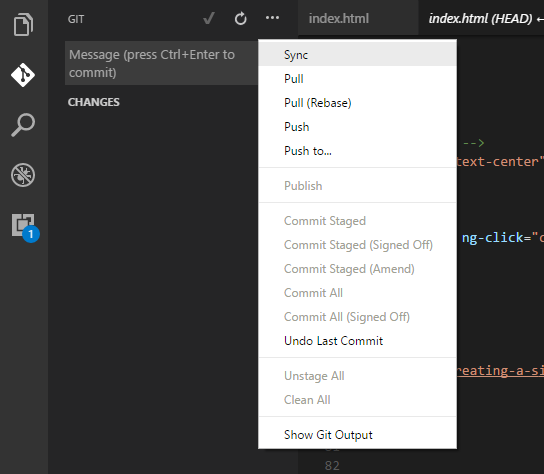 GIT
index.html
index.html (HEAD) ↔
Message (press Ctrl+Enter to
commit)
CHANGES
Sync
Pull
Pull (Rebase)
Push
Push to...
Publish
Commit Staged
Commit Staged (Signed Off)
Commit Staged (Amend)
Commit All
Commit All (Signed Off)
Undo Last Commit
Unstage All
Clean All
Show Git Output
-->
text-center"
ng-click="c
reating-a-si
1
82